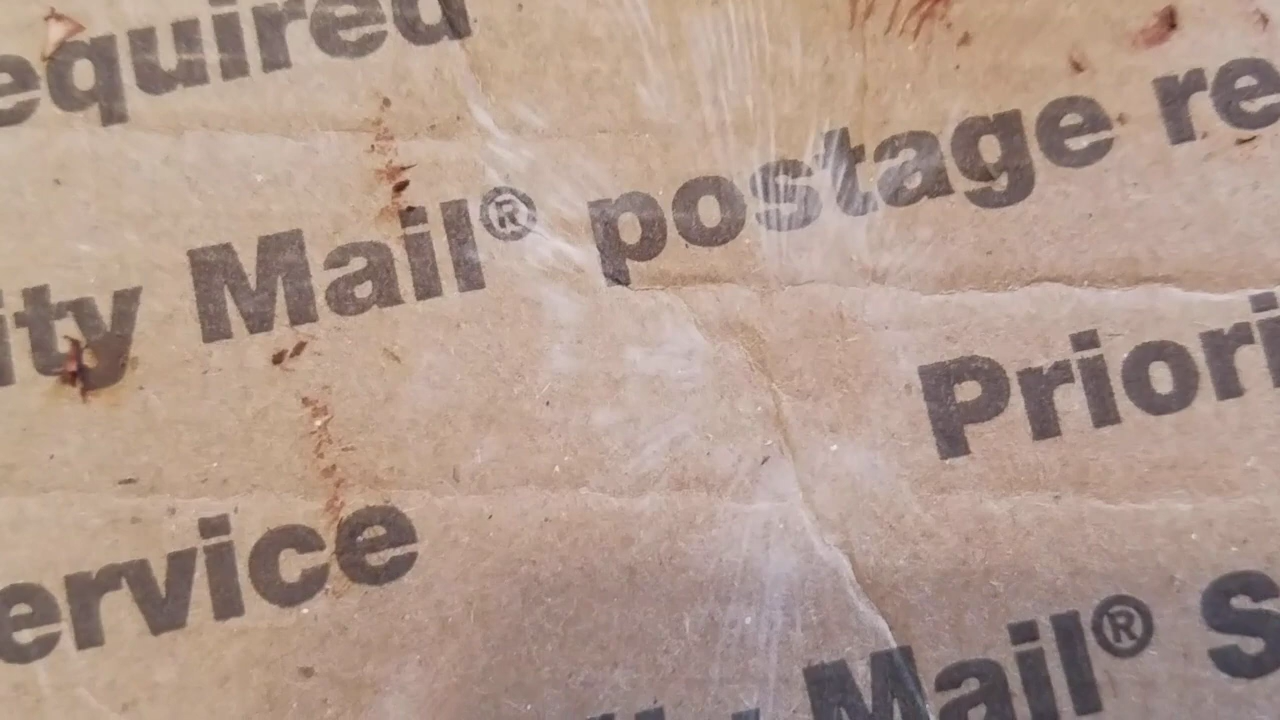 equired
ity Mail® postage re
Priori
ervice
Mail® S